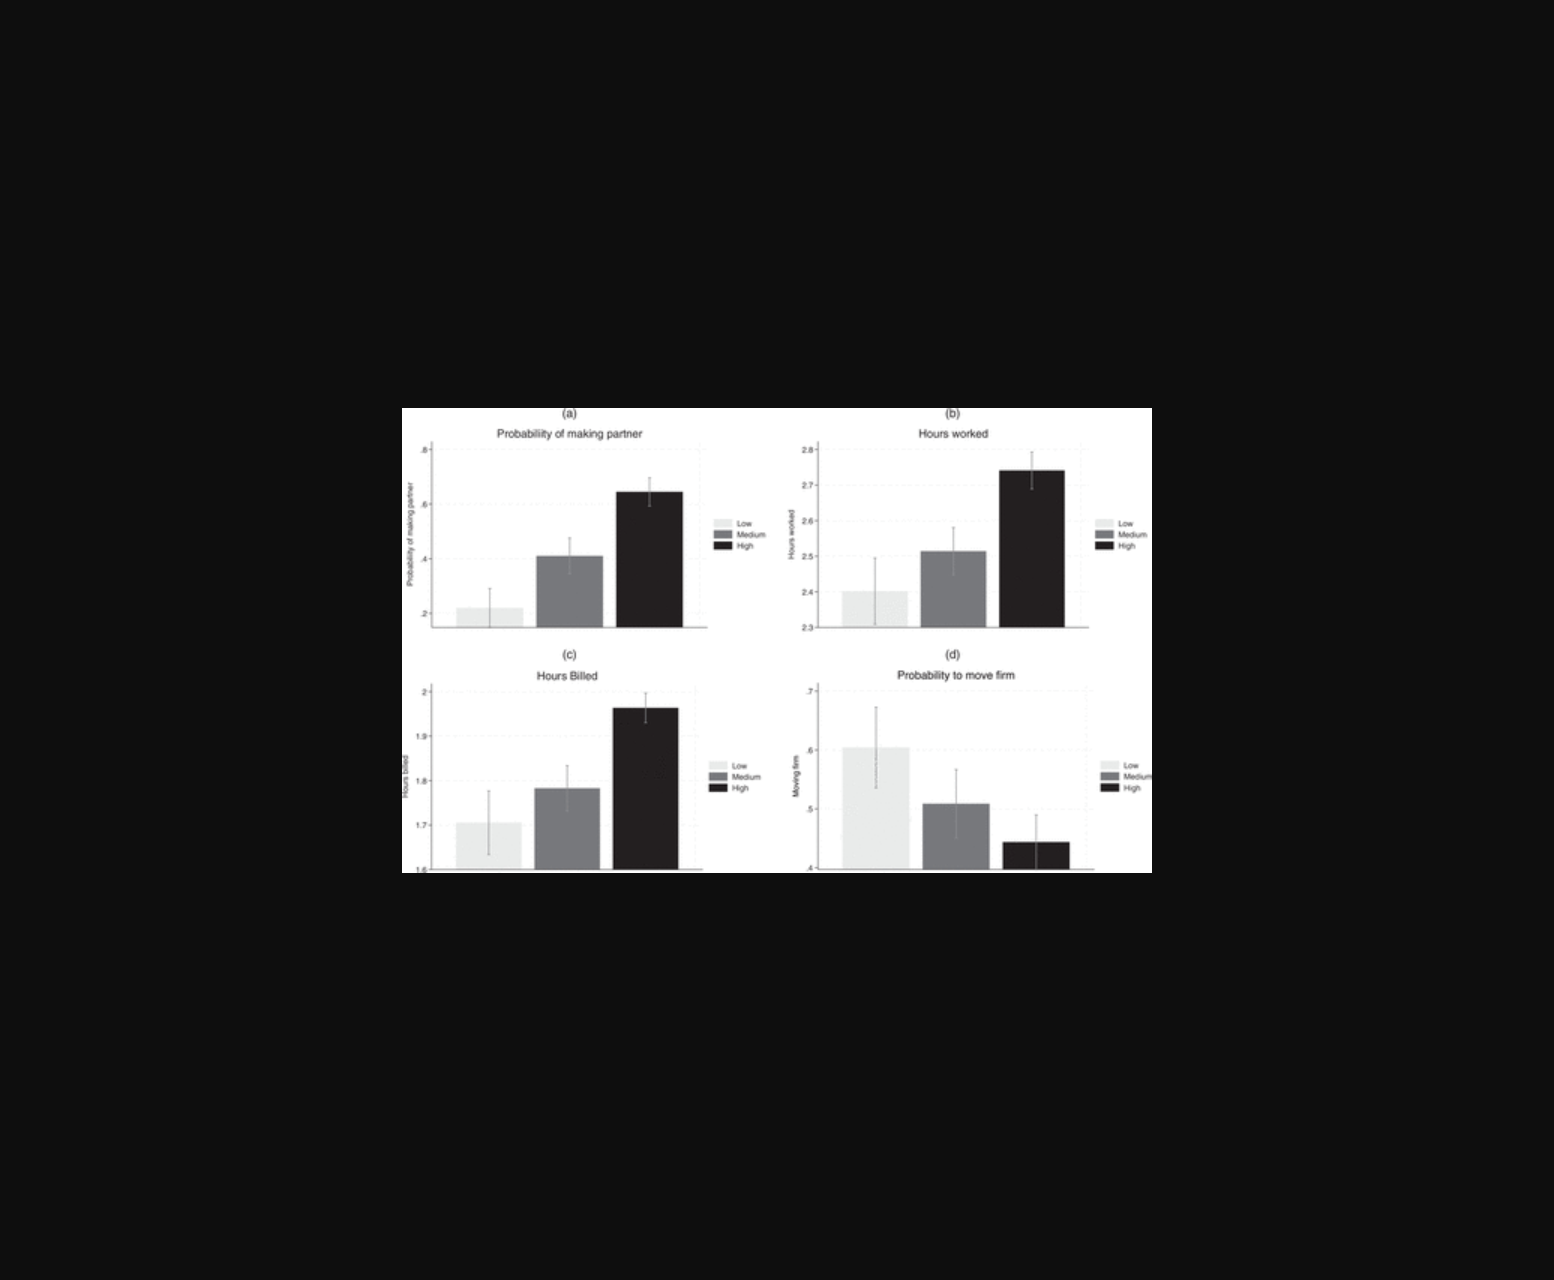 (a)
Probabiliity of making partner
Probability of making partner
.8
.6
.4
.2
Low
Medium
High
(b)
Hours worked
Hours worked
2.8
2.7
2.6
2.5
2.4
2.3
Low
Medium
High
(c)
Hours Billed
Hours billed
2
1.9
1.8
1.7
1.6
Low
Medium
High
(d)
Probability to move firm
Moving firm
.7
.6
.5
.4
Low
Medium
High